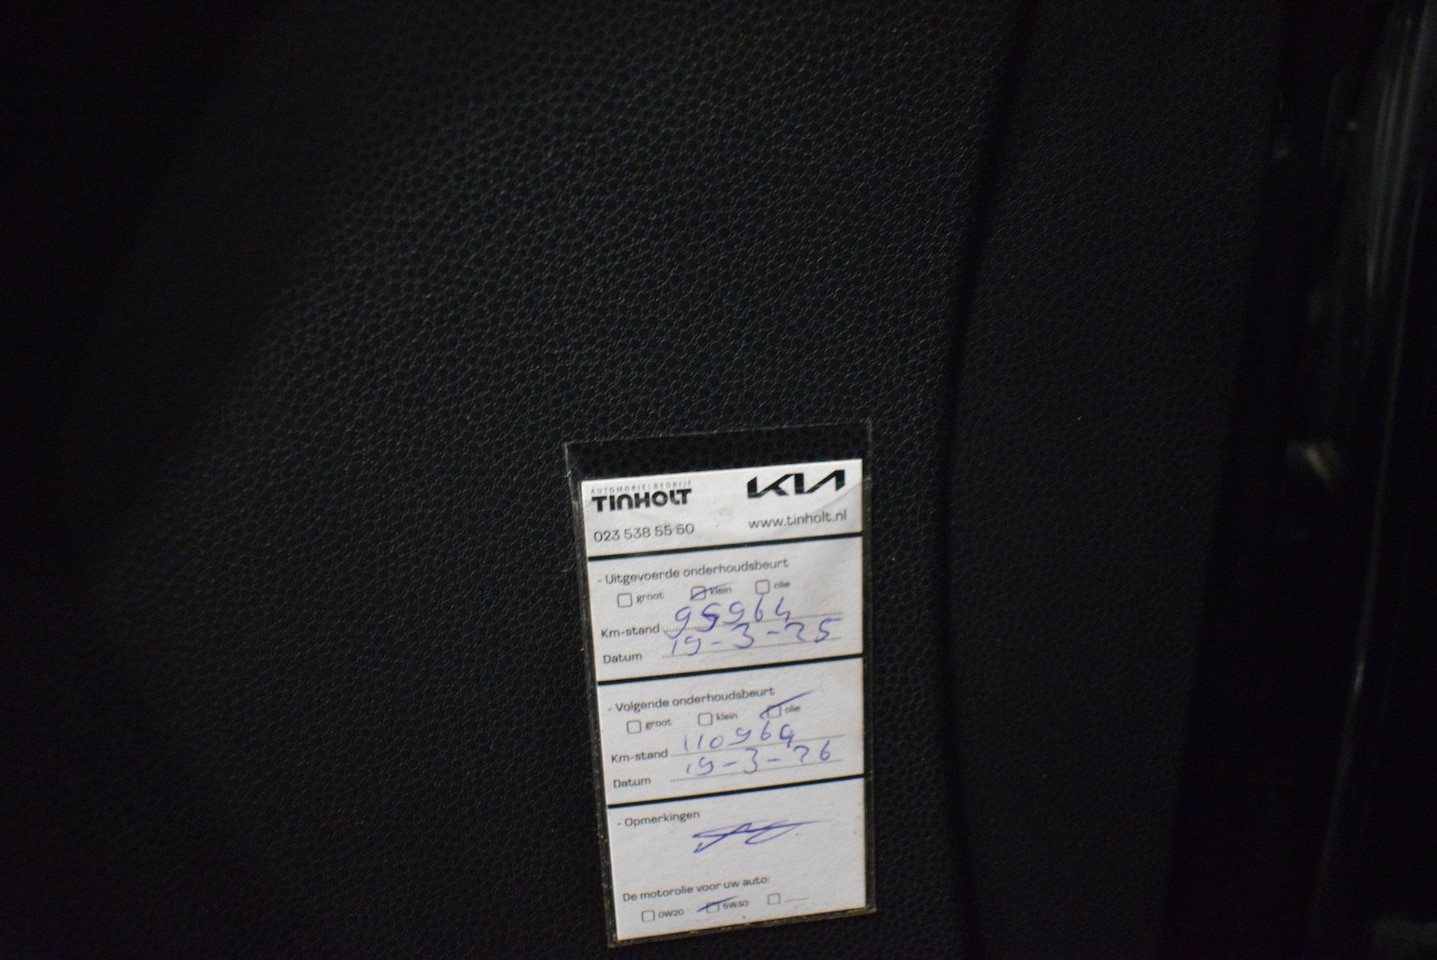 AUTOMOBIELBEDRIJF
TINHOLT KIA
023 538 55 50 www.tinholt.nl
- Uitgevoerde onderhoudsbeurt
groot klein olie
Km-stand 95964
Datum 19-3-25
- Volgende onderhoudsbeurt
groot klein olie
Km-stand 110964
Datum 19-3-26
- Opmerkingen
De motorolie voor uw auto:
0W20 5W30